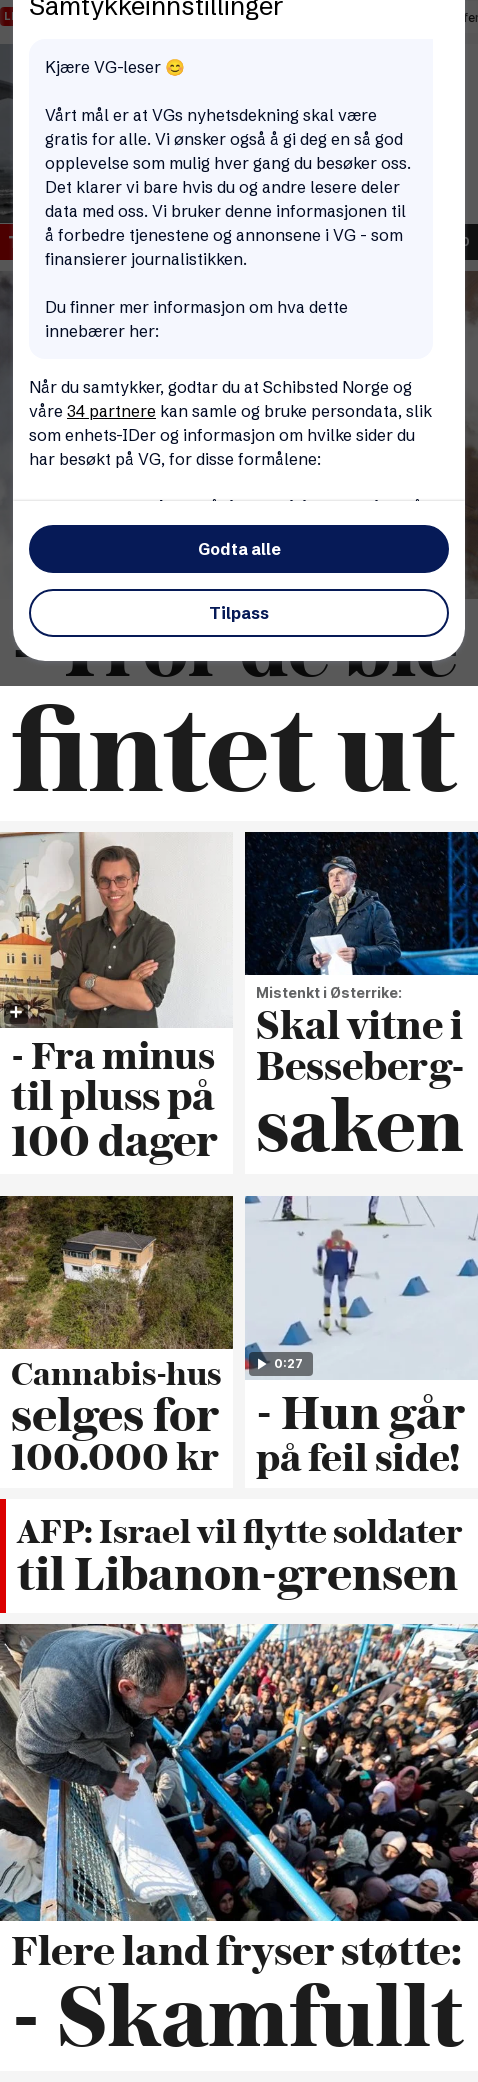 Samtykkeinnstillinger
Kjære VG-leser 😊
Vårt mål er at VGs nyhetsdekning skal være
gratis for alle. Vi ønsker også å gi deg en så god
opplevelse som mulig hver gang du besøker oss.
Det klarer vi bare hvis du og andre lesere deler
data med oss. Vi bruker denne informasjonen til
å forbedre tjenestene og annonsene i VG - som
finansierer journalistikken.
Du finner mer informasjon om hva dette
innebærer her:
Når du samtykker, godtar du at Schibsted Norge og
våre 34 partnere kan samle og bruke persondata, slik
som enhets-IDer og informasjon om hvilke sider du
har besøkt på VG, for disse formålene:
Godta alle
Tilpass
fintet ut
- Fra minus
til pluss på
100 dager
Mistenkt i Østerrike:
Skal vitne i
Besseberg-
saken
Cannabis-hus
selges for
100.000 kr
0:27
- Hun går
på feil side!
AFP: Israel vil flytte soldater
til Libanon-grensen
Flere land fryser støtte:
- Skamfullt